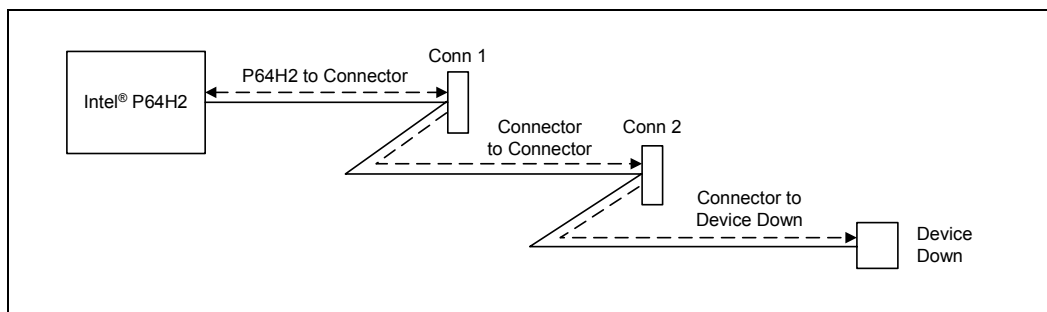 Conn 1
P64H2 to Connector
Intel® P64H2
Connector
to Connector
Conn 2
Connector to
Device Down
Device
Down